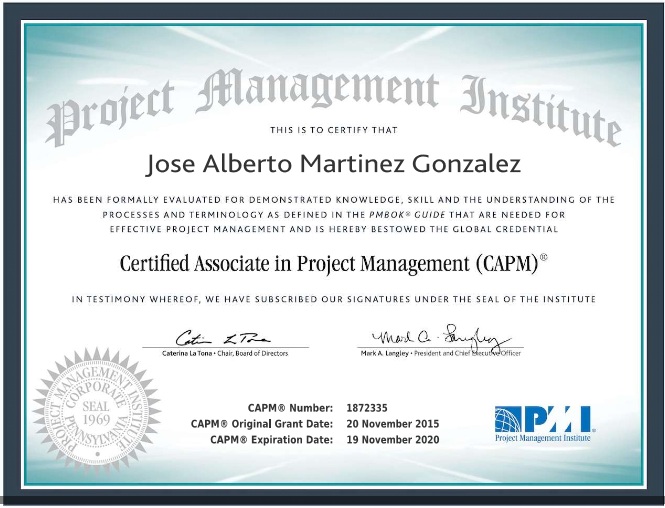 Project Management Institute
THIS IS TO CERTIFY THAT
Jose Alberto Martinez Gonzalez
HAS BEEN FORMALLY EVALUATED FOR DEMONSTRATED KNOWLEDGE, SKILL AND THE UNDERSTANDING OF THE
PROCESSES AND TERMINOLOGY AS DEFINED IN THE PMBOK® GUIDE THAT ARE NEEDED FOR
EFFECTIVE PROJECT MANAGEMENT AND IS HEREBY BESTOWED THE GLOBAL CREDENTIAL
Certified Associate in Project Management (CAPM)®
IN TESTIMONY WHEREOF, WE HAVE SUBSCRIBED OUR SIGNATURES UNDER THE SEAL OF THE INSTITUTE
Caterina La Tona • Chair, Board of Directors
Mark A. Langley • President and Chief Executive Officer
PROJECT MANAGEMENT INSTITUTE
CORPORATE
SEAL
1969
PENNSYLVANIA
CAPM® Number: 1872335
CAPM® Original Grant Date: 20 November 2015
CAPM® Expiration Date: 19 November 2020
PMI
Project Management Institute